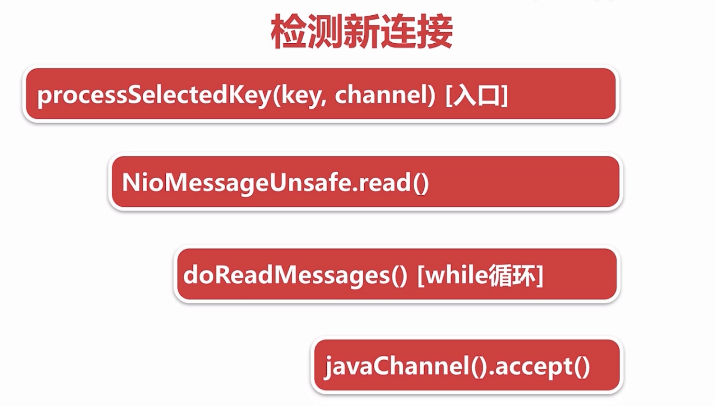 检测新连接
processSelectedKey(key, channel) [入口]
NioMessageUnsafe.read()
doReadMessages() [while循环]
javaChannel().accept()